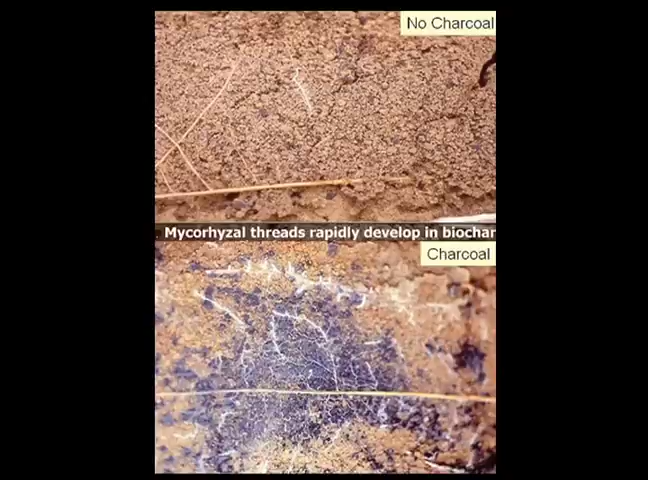 No Charcoal
. Mycorhyzal threads rapidly develop in biochar
Charcoal